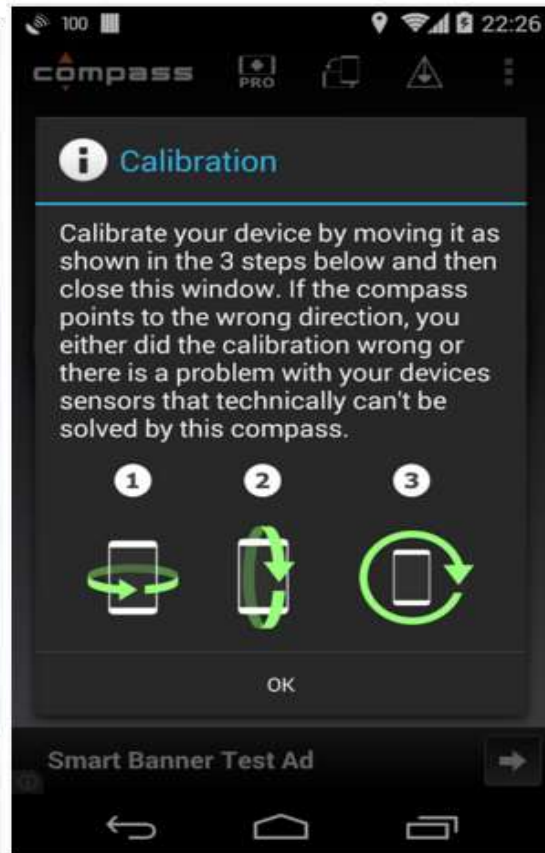 100 22:26
compass PRO
Calibration
Calibrate your device by moving it as
shown in the 3 steps below and then
close this window. If the compass
points to the wrong direction, you
either did the calibration wrong or
there is a problem with your devices
sensors that technically can't be
solved by this compass.
1 2 3
OK
Smart Banner Test Ad